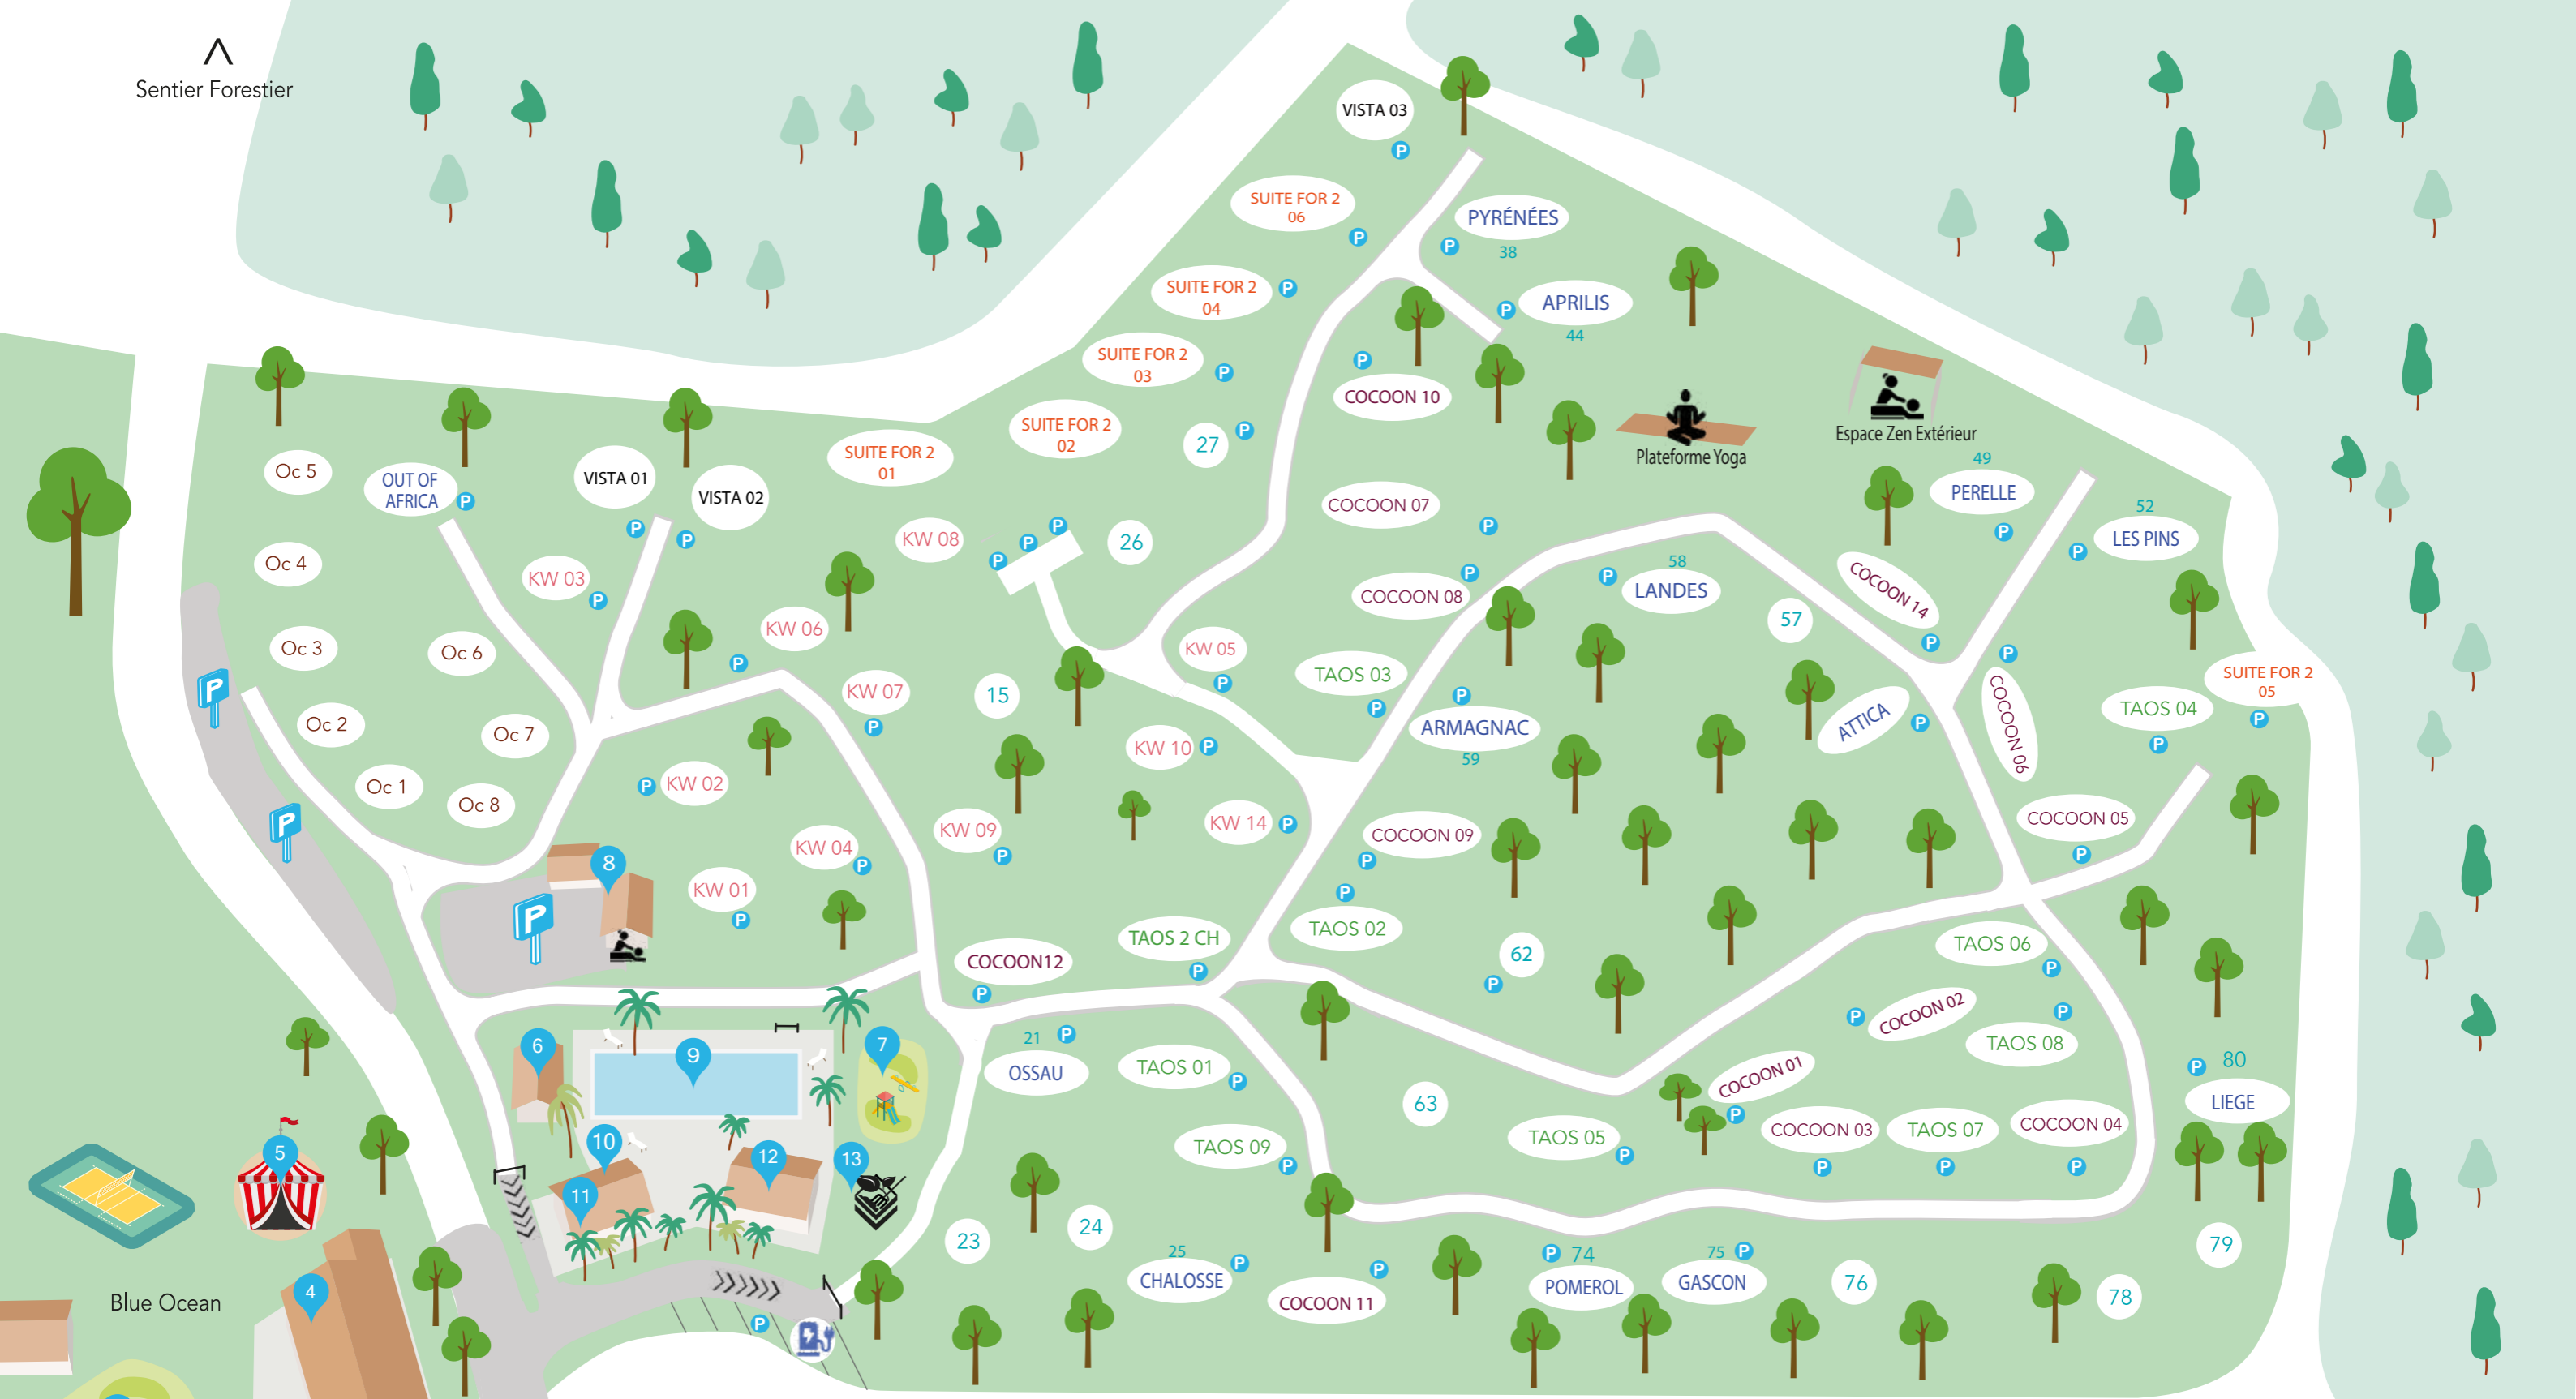 Sentier Forestier
VISTA 03
P
SUITE FOR 2
06
P
PYRÉNÉES
P
38
SUITE FOR 2
04
P
P
APRILIS
44
SUITE FOR 2
03
P
P
COCOON 10
SUITE FOR 2
02
27
P
SUITE FOR 2
01
Plateforme Yoga
Espace Zen Extérieur
49
PERELLE
P
52
LES PINS
P
Oc 5
OUT OF
AFRICA
P
VISTA 01
P
VISTA 02
P
KW 08
P
P
P
26
COCOON 07
P
Oc 4
KW 03
P
COCOON 08
P
58
P
LANDES
57
COCOON 14
P
P
COCOON 06
Oc 3
Oc 6
KW 06
P
KW 05
P
TAOS 03
P
P
ARMAGNAC
59
ATTICA
P
SUITE FOR 2
05
P
TAOS 04
P
P
Oc 2
Oc 7
KW 07
P
15
KW 10
P
Oc 1
Oc 8
P
KW 02
P
KW 09
P
KW 14
P
COCOON 09
P
COCOON 05
P
8
KW 04
P
KW 01
P
P
COCOON12
P
TAOS 2 CH
P
P
TAOS 02
62
P
TAOS 06
P
P
COCOON 02
P
TAOS 08
6
9
7
21
P
OSSAU
TAOS 01
P
63
COCOON 01
P
P
80
LIEGE
TAOS 09
P
TAOS 05
P
COCOON 03
P
TAOS 07
P
COCOON 04
P
5
10
11
12
13
23
24
25
P
CHALOSSE
P
COCOON 11
P
74
POMEROL
75
P
GASCON
76
78
79
4
Blue Ocean
P